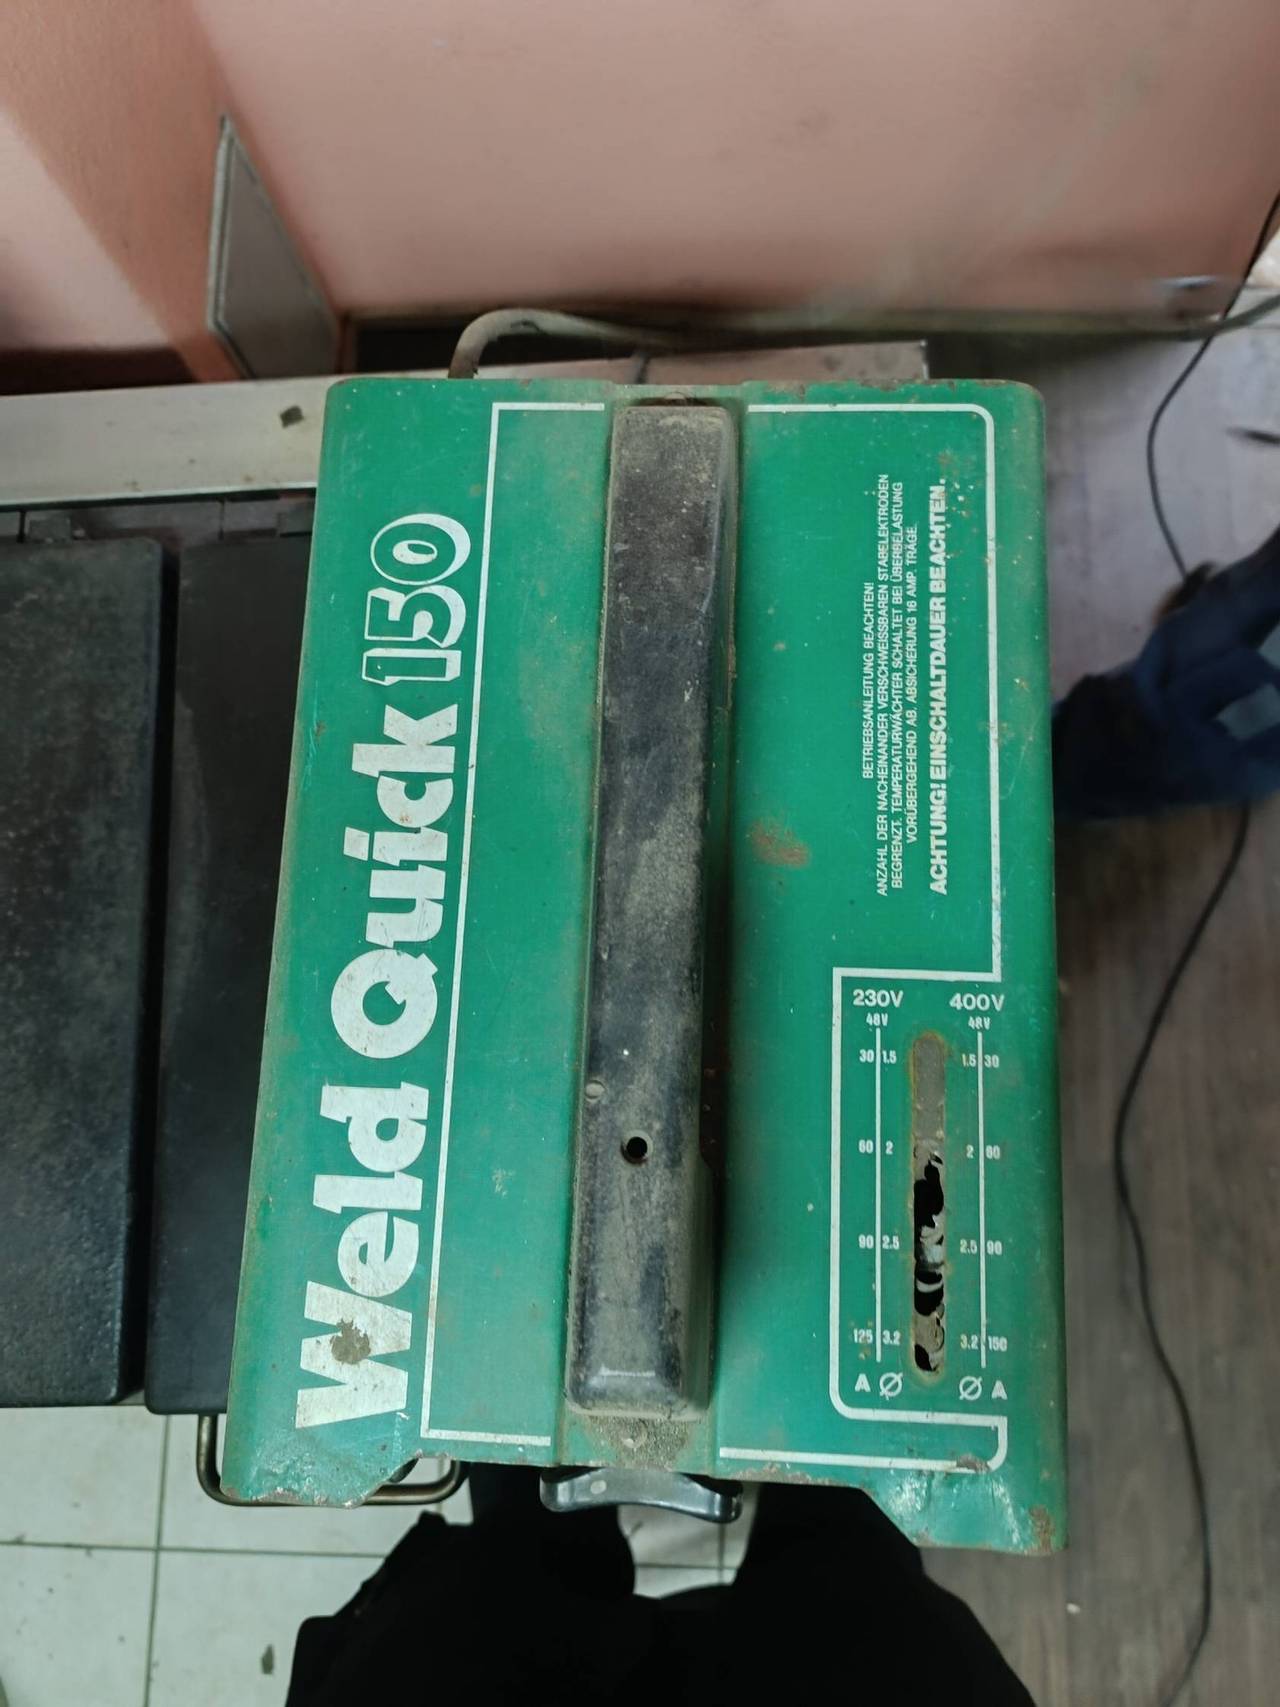 Weld Quick 150
BETRIEBSANLEITUNG BEACHTEN!
ANZAHL DER NACHEINANDER VERSCHWEISSBAREN STABELEKTRODEN
BEGRENZT. TEMPERATURWÄCHTER SCHALTET BEI ÜBERBELASTUNG
VORÜBERGEHEND AB. ABSICHERUNG 16 AMP. TRÄGE.
ACHTUNG! EINSCHALTDAUER BEACHTEN.
230V 400V
48V 48V
30 1.5 1.5 30
60 2 2 60
90 2.5 2.5 90
125 3.2 3.2 150
A Ø Ø A